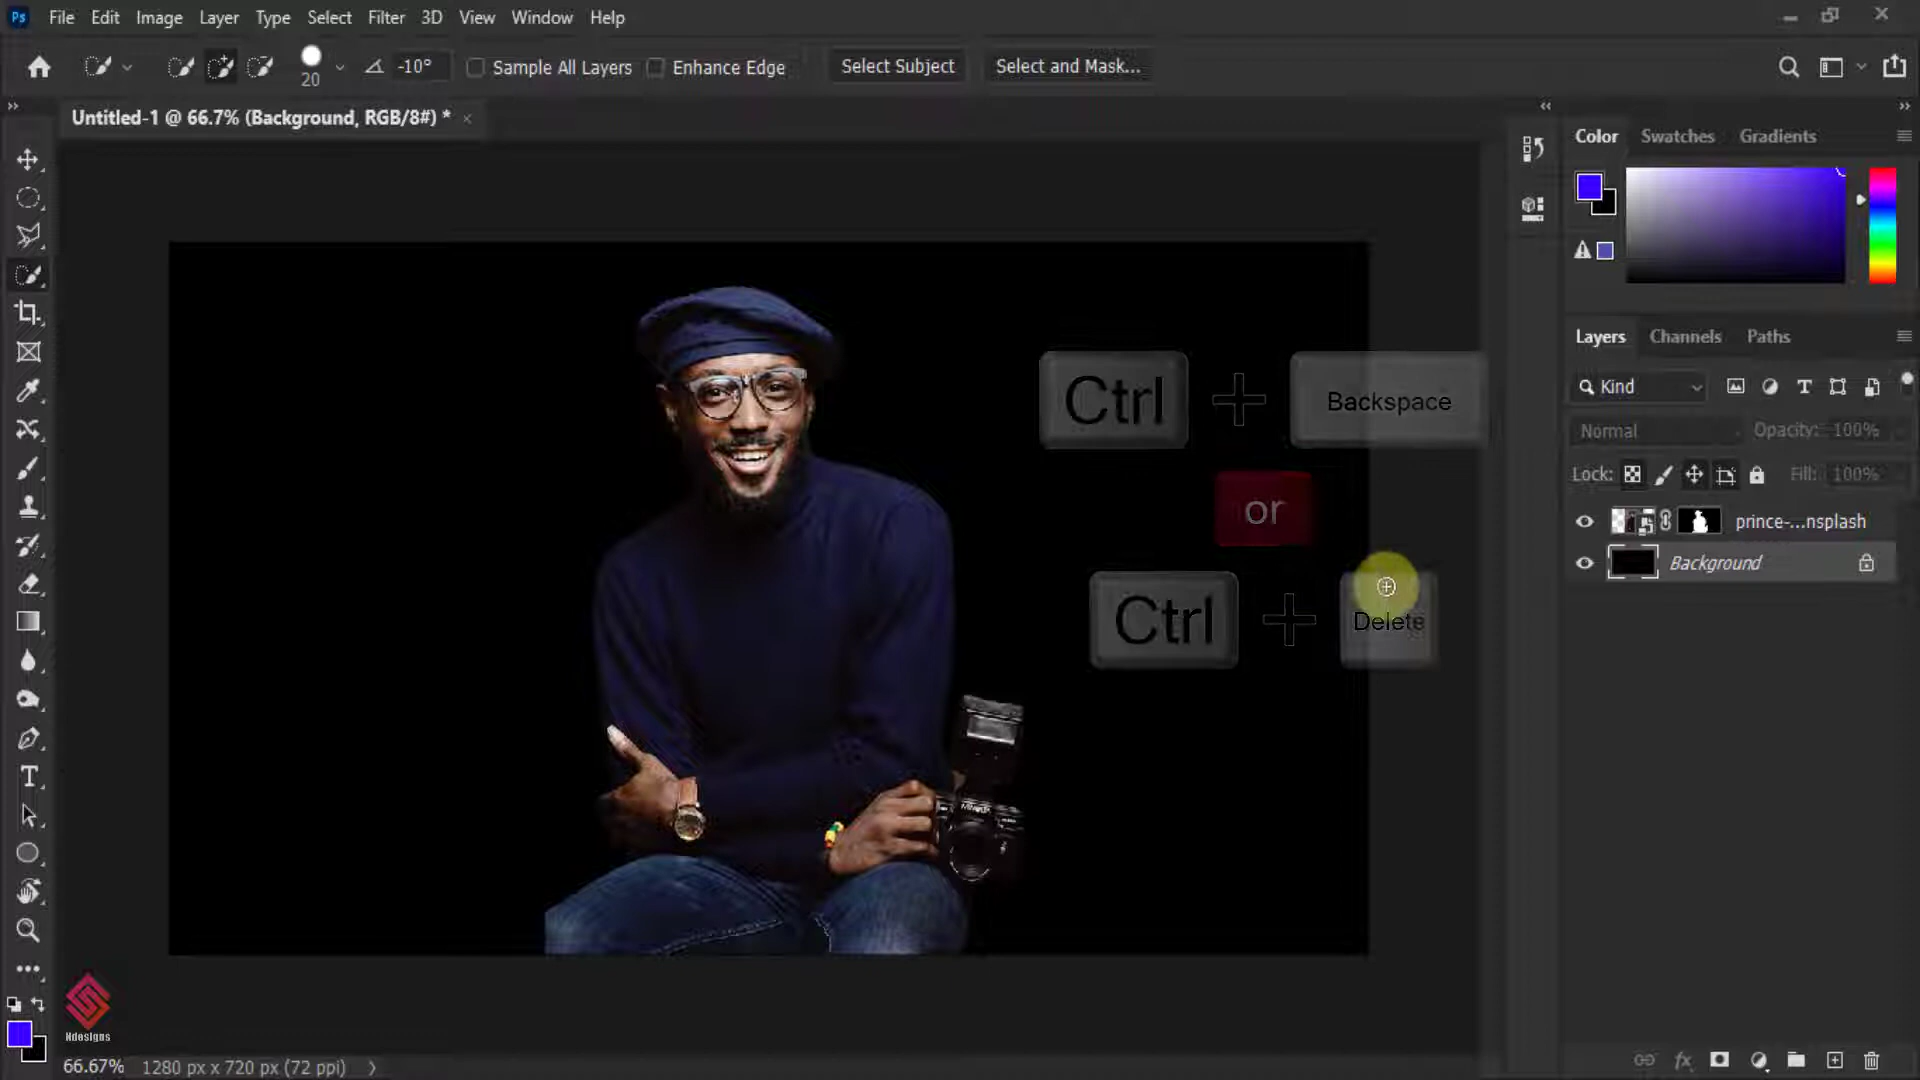 Ps File Edit Image Layer Type Select Filter 3D View Window Help
20 -10° Sample All Layers Enhance Edge Select Subject Select and Mask...
Untitled-1 @ 66.7% (Background, RGB/8#) *
Color Swatches Gradients
Layers Channels Paths
Kind
Normal Opacity: 100%
Lock: Fill: 100%
prince-...nsplash
Background
Ctrl + Backspace
or
Ctrl + Delete
MINOLTA
Ndesigns
66.67% 1280 px x 720 px (72 ppi)